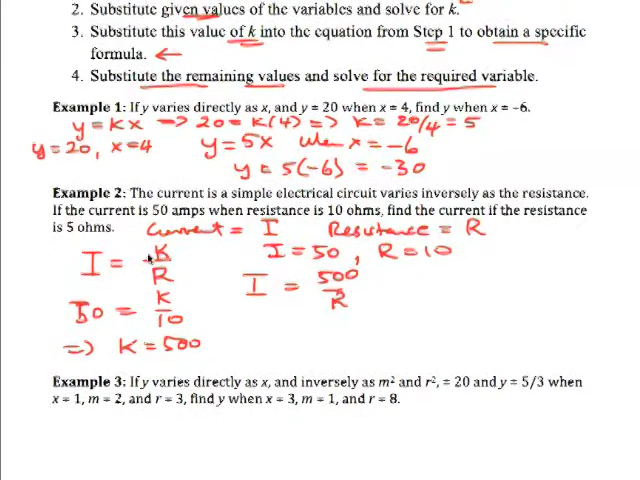 2. Substitute given values of the variables and solve for k.
3. Substitute this value of k into the equation from Step 1 to obtain a specific
formula. ←
4. Substitute the remaining values and solve for the required variable.
Example 1: If y varies directly as x, and y = 20 when x = 4, find y when x = −6.
y = Kx => 20 = K(4) => K = 20/4 = 5
y = 20, x = 4 y = 5x when x = −6
y = 5(−6) = −30
Example 2: The current is a simple electrical circuit varies inversely as the resistance.
If the current is 50 amps when resistance is 10 ohms, find the current if the resistance
is 5 ohms. Current = I Resistance = R
I = K/R I = 50, R = 10
50 = K/10 I = 500/R
=> K = 500
Example 3: If y varies directly as x, and inversely as m² and r², = 20 and y = 5/3 when
x = 1, m = 2, and r = 3, find y when x = 3, m = 1, and r = 8.